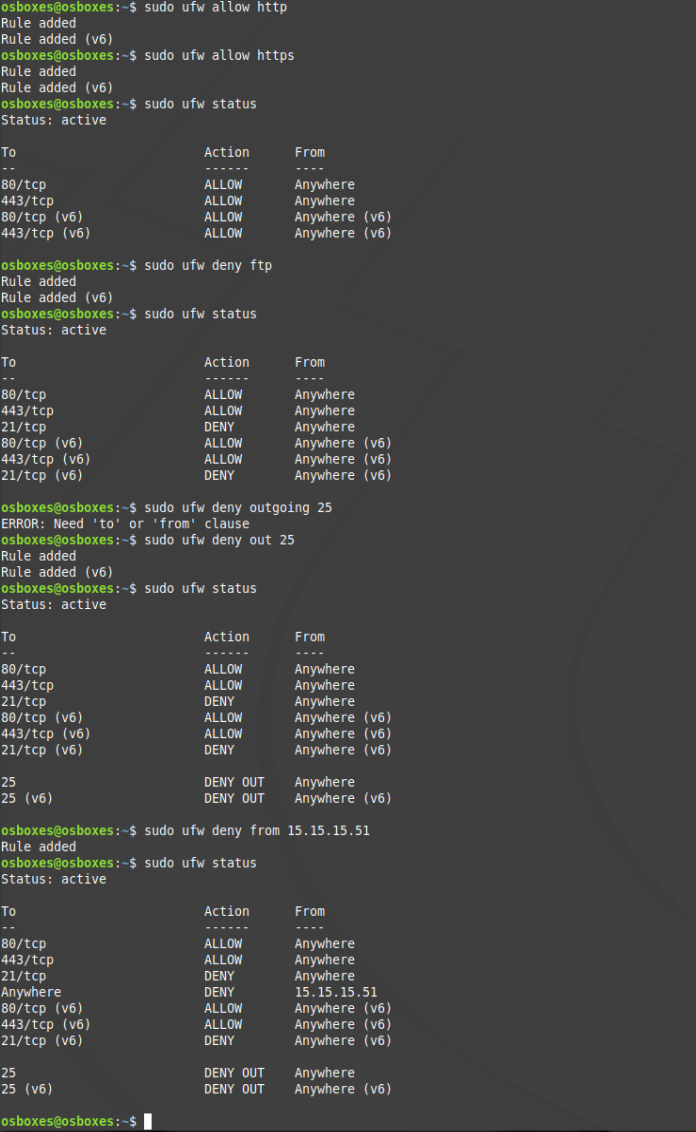 osboxes@osboxes:~$ sudo ufw allow http
Rule added
Rule added (v6)
osboxes@osboxes:~$ sudo ufw allow https
Rule added
Rule added (v6)
osboxes@osboxes:~$ sudo ufw status
Status: active

To                         Action      From
--                         ------      ----
80/tcp                     ALLOW       Anywhere
443/tcp                    ALLOW       Anywhere
80/tcp (v6)                ALLOW       Anywhere (v6)
443/tcp (v6)               ALLOW       Anywhere (v6)

osboxes@osboxes:~$ sudo ufw deny ftp
Rule added
Rule added (v6)
osboxes@osboxes:~$ sudo ufw status
Status: active

To                         Action      From
--                         ------      ----
80/tcp                     ALLOW       Anywhere
443/tcp                    ALLOW       Anywhere
21/tcp                     DENY        Anywhere
80/tcp (v6)                ALLOW       Anywhere (v6)
443/tcp (v6)               ALLOW       Anywhere (v6)
21/tcp (v6)                DENY        Anywhere (v6)

osboxes@osboxes:~$ sudo ufw deny outgoing 25
ERROR: Need 'to' or 'from' clause
osboxes@osboxes:~$ sudo ufw deny out 25
Rule added
Rule added (v6)
osboxes@osboxes:~$ sudo ufw status
Status: active

To                         Action      From
--                         ------      ----
80/tcp                     ALLOW       Anywhere
443/tcp                    ALLOW       Anywhere
21/tcp                     DENY        Anywhere
80/tcp (v6)                ALLOW       Anywhere (v6)
443/tcp (v6)               ALLOW       Anywhere (v6)
21/tcp (v6)                DENY        Anywhere (v6)

25                         DENY OUT    Anywhere
25 (v6)                    DENY OUT    Anywhere (v6)

osboxes@osboxes:~$ sudo ufw deny from 15.15.15.51
Rule added
osboxes@osboxes:~$ sudo ufw status
Status: active

To                         Action      From
--                         ------      ----
80/tcp                     ALLOW       Anywhere
443/tcp                    ALLOW       Anywhere
21/tcp                     DENY        Anywhere
Anywhere                   DENY        15.15.15.51
80/tcp (v6)                ALLOW       Anywhere (v6)
443/tcp (v6)               ALLOW       Anywhere (v6)
21/tcp (v6)                DENY        Anywhere (v6)

25                         DENY OUT    Anywhere
25 (v6)                    DENY OUT    Anywhere (v6)

osboxes@osboxes:~$